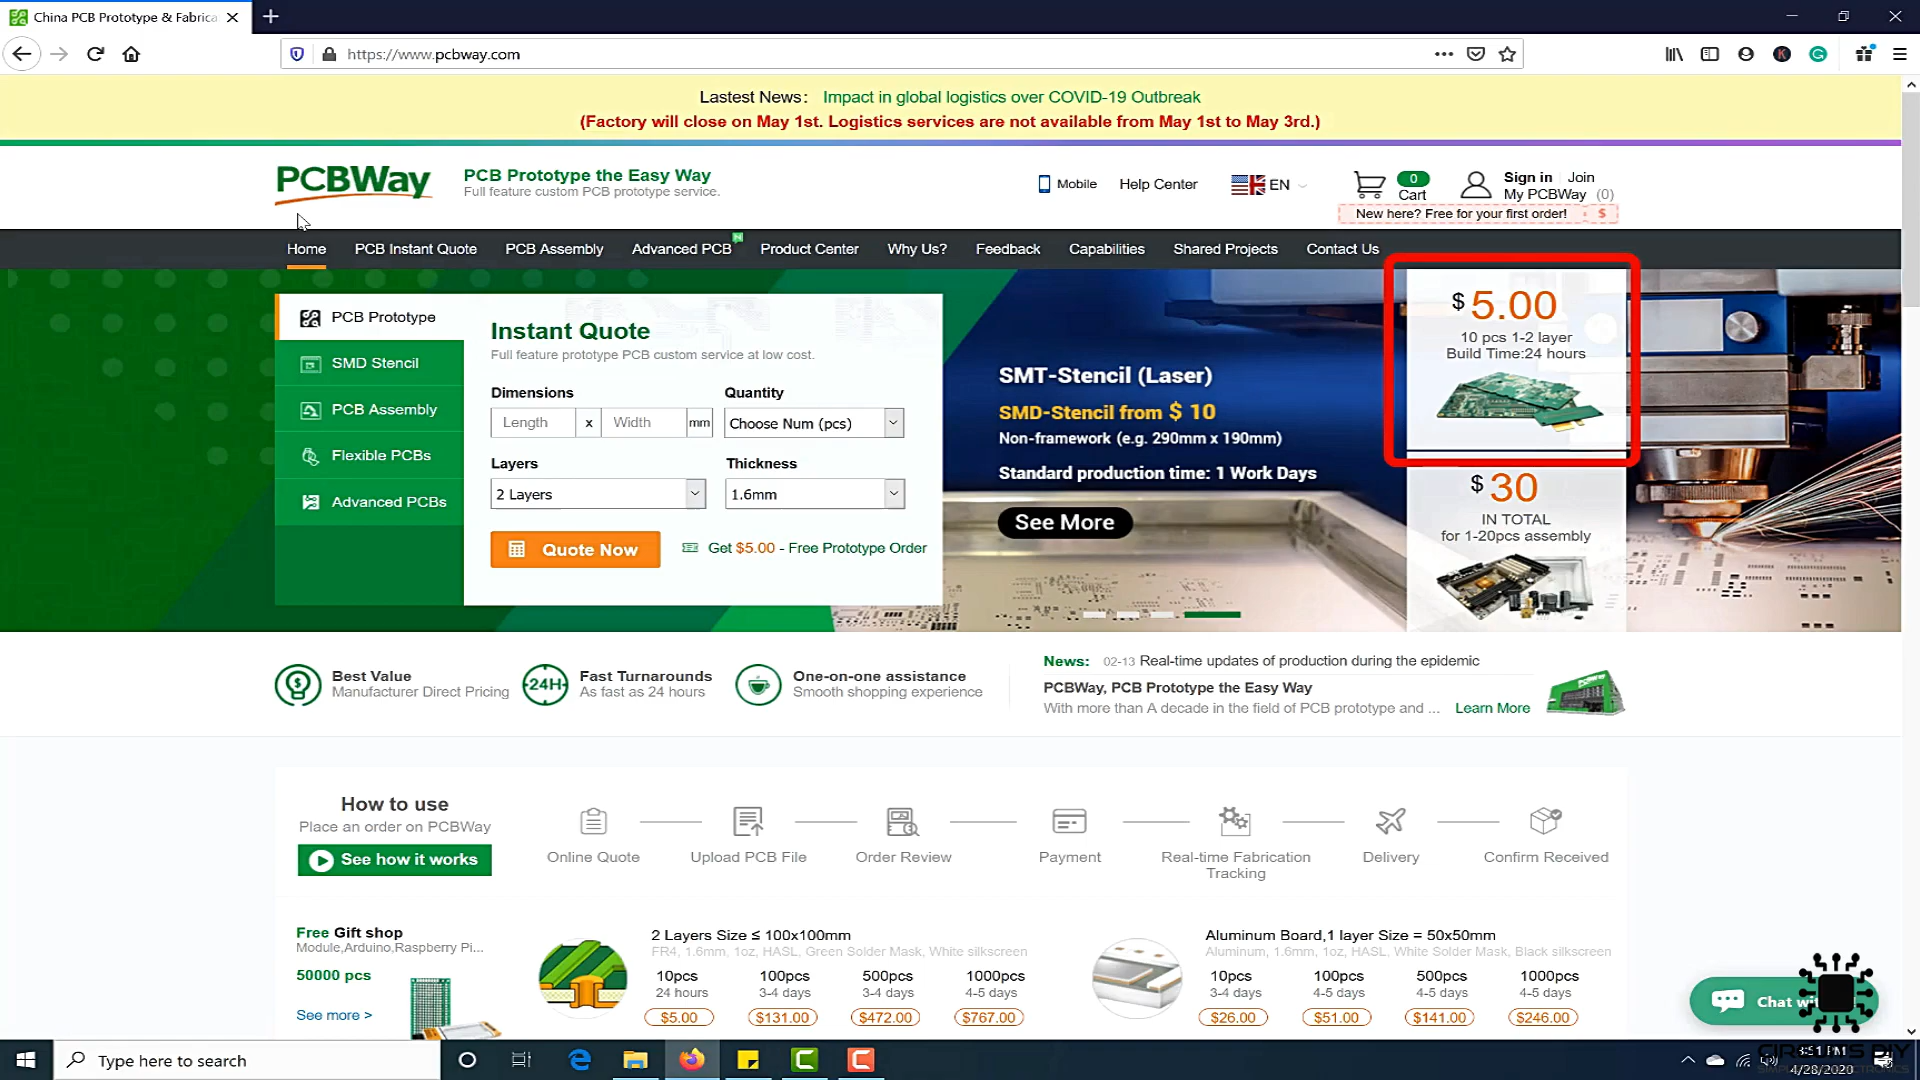 China PCB Prototype & Fabrica
https://www.pcbway.com
Lastest News: Impact in global logistics over COVID-19 Outbreak
(Factory will close on May 1st. Logistics services are not available from May 1st to May 3rd.)
PCBWay
PCB Prototype the Easy Way
Full feature custom PCB prototype service.
Mobile
Help Center
EN
0
Cart
Sign in Join
My PCBWay (0)
New here? Free for your first order! $
Home PCB Instant Quote PCB Assembly Advanced PCB N Product Center Why Us? Feedback Capabilities Shared Projects Contact Us
PCB Prototype
SMD Stencil
PCB Assembly
Flexible PCBs
Advanced PCBs
Instant Quote
Full feature prototype PCB custom service at low cost.
Dimensions Quantity
Length x Width mm Choose Num (pcs)
Layers Thickness
2 Layers 1.6mm
Quote Now Get $5.00 - Free Prototype Order
SMT-Stencil (Laser)
SMD-Stencil from $ 10
Non-framework (e.g. 290mm x 190mm)
Standard production time: 1 Work Days
See More
$ 5.00
10 pcs 1-2 layer
Build Time:24 hours
$ 30
IN TOTAL
for 1-20pcs assembly
Best Value
Manufacturer Direct Pricing
24H
Fast Turnarounds
As fast as 24 hours
One-on-one assistance
Smooth shopping experience
News: 02-13 Real-time updates of production during the epidemic
PCBWay, PCB Prototype the Easy Way
With more than A decade in the field of PCB prototype and ... Learn More
How to use
Place an order on PCBWay
See how it works
Online Quote
Upload PCB File
Order Review
Payment
Real-time Fabrication
Tracking
Delivery
Confirm Received
Free Gift shop
Module,Arduino,Raspberry Pi...
50000 pcs
See more >
2 Layers Size ≤ 100x100mm
FR4, 1.6mm, 1oz, HASL, Green Solder Mask, White silkscreen
10pcs 100pcs 500pcs 1000pcs
24 hours 3-4 days 3-4 days 4-5 days
$5.00 $131.00 $472.00 $767.00
Aluminum Board,1 layer Size = 50x50mm
Aluminum, 1.6mm, 1oz, HASL, White Solder Mask, Black silkscreen
10pcs 100pcs 500pcs 1000pcs
3-4 days 4-5 days 4-5 days 4-5 days
$26.00 $51.00 $141.00 $246.00
Chat wi
Type here to search
3:51 PM
4/28/2020
CIRCUITS DIY